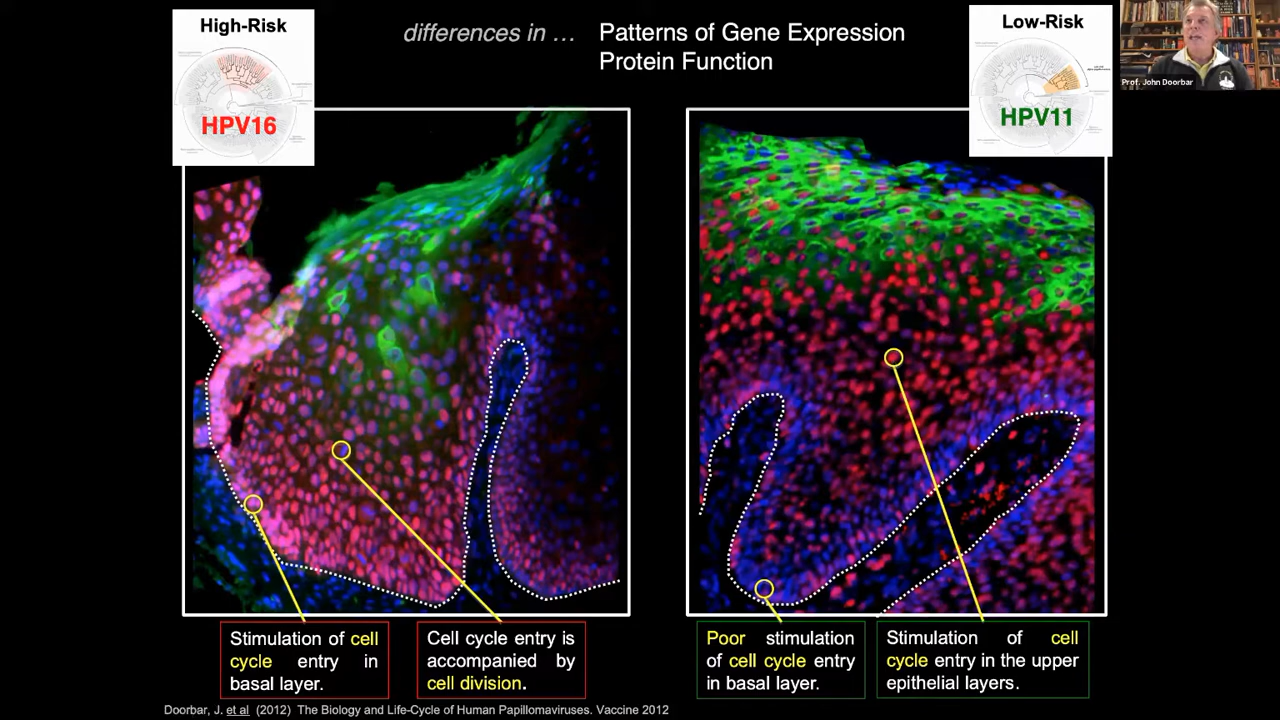 High-Risk
HPV16
differences in ...
Patterns of Gene Expression
Protein Function
Low-Risk
HPV11
Prof. John Doorbar
Stimulation of cell
cycle entry in
basal layer.
Cell cycle entry is
accompanied by
cell division.
Poor stimulation
of cell cycle entry
in basal layer.
Stimulation of cell
cycle entry in the upper
epithelial layers.
Doorbar, J. et al (2012) The Biology and Life-Cycle of Human Papillomaviruses. Vaccine 2012